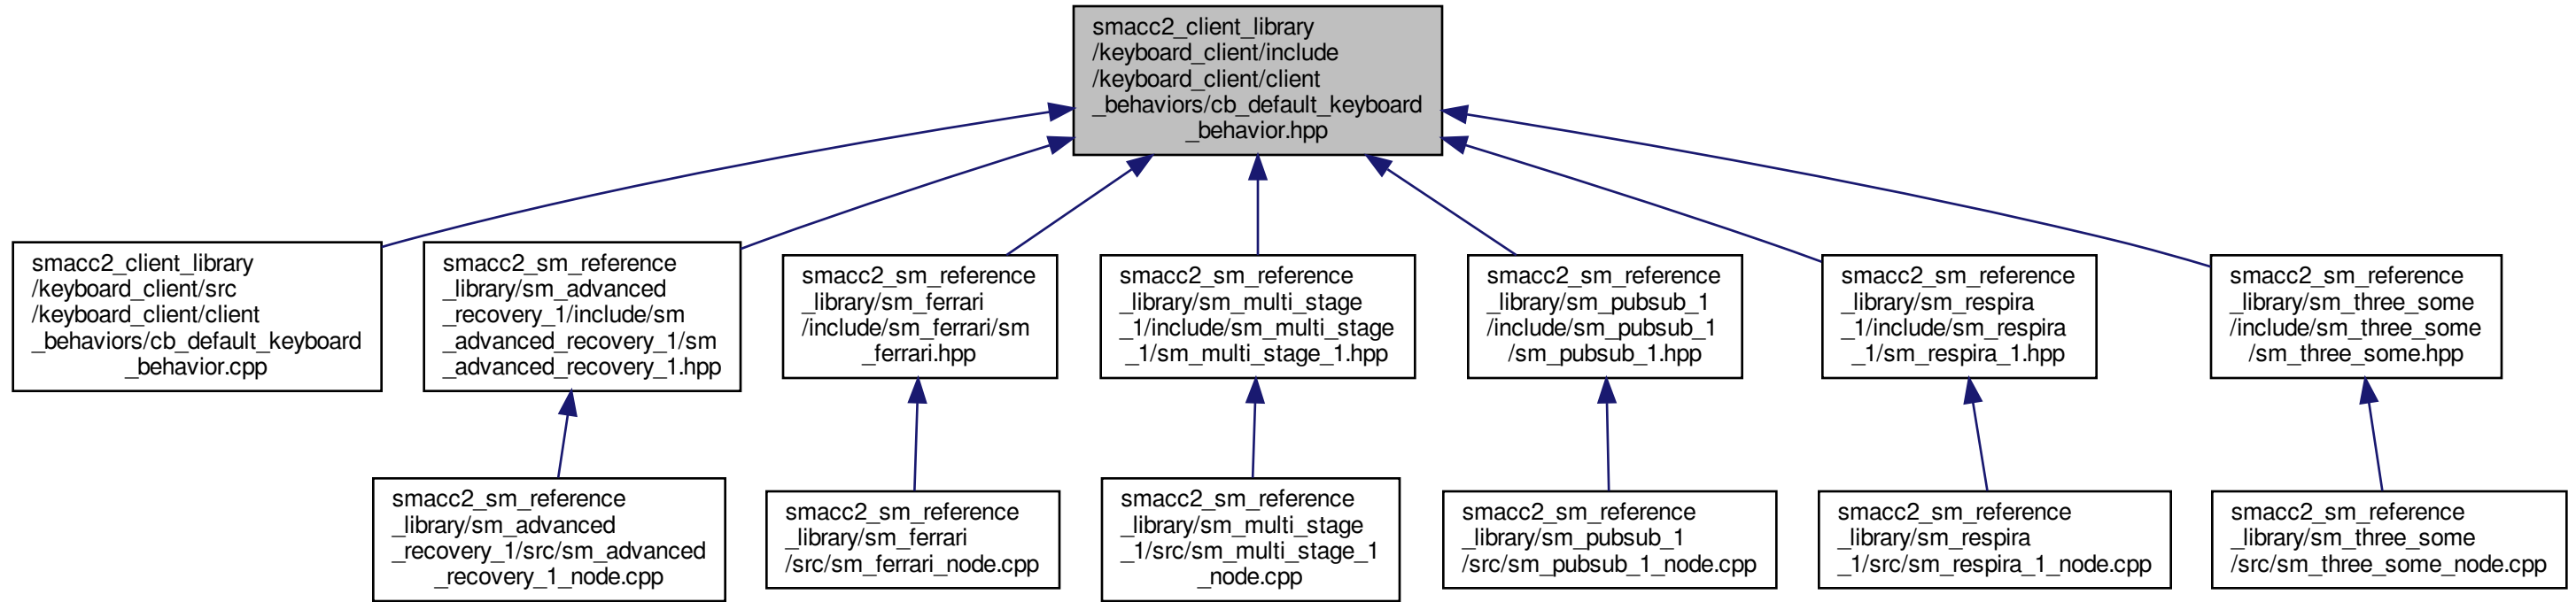 smacc2_client_library
/keyboard_client/include
/keyboard_client/client
_behaviors/cb_default_keyboard
_behavior.hpp
smacc2_client_library
/keyboard_client/src
/keyboard_client/client
_behaviors/cb_default_keyboard
_behavior.cpp
smacc2_sm_reference
_library/sm_advanced
_recovery_1/include/sm
_advanced_recovery_1/sm
_advanced_recovery_1.hpp
smacc2_sm_reference
_library/sm_ferrari
/include/sm_ferrari/sm
_ferrari.hpp
smacc2_sm_reference
_library/sm_multi_stage
_1/include/sm_multi_stage
_1/sm_multi_stage_1.hpp
smacc2_sm_reference
_library/sm_pubsub_1
/include/sm_pubsub_1
/sm_pubsub_1.hpp
smacc2_sm_reference
_library/sm_respira
_1/include/sm_respira
_1/sm_respira_1.hpp
smacc2_sm_reference
_library/sm_three_some
/include/sm_three_some
/sm_three_some.hpp
smacc2_sm_reference
_library/sm_advanced
_recovery_1/src/sm_advanced
_recovery_1_node.cpp
smacc2_sm_reference
_library/sm_ferrari
/src/sm_ferrari_node.cpp
smacc2_sm_reference
_library/sm_multi_stage
_1/src/sm_multi_stage_1
_node.cpp
smacc2_sm_reference
_library/sm_pubsub_1
/src/sm_pubsub_1_node.cpp
smacc2_sm_reference
_library/sm_respira
_1/src/sm_respira_1_node.cpp
smacc2_sm_reference
_library/sm_three_some
/src/sm_three_some_node.cpp